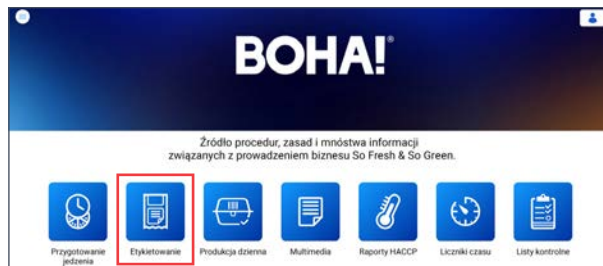 BOHA!®
Źródło procedur, zasad i mnóstwa informacji
związanych z prowadzeniem biznesu So Fresh & So Green.
Przygotowanie
jedzenia
Etykietowanie
Produkcja dzienna
Multimedia
Raporty HACCP
Liczniki czasu
Listy kontrolne